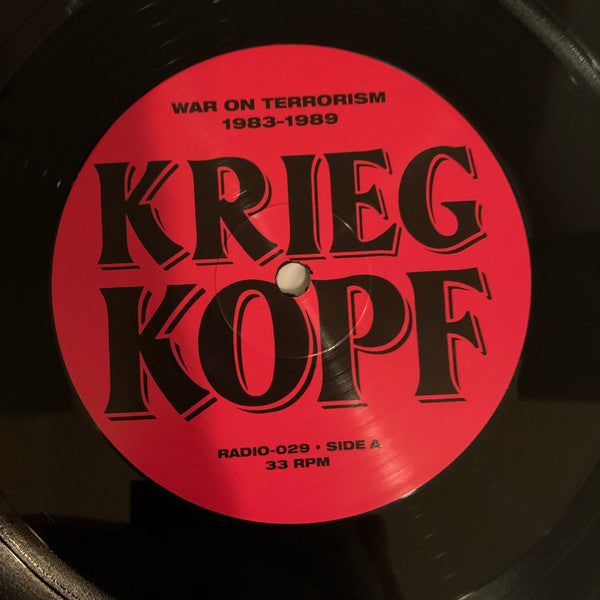 WAR ON TERRORISM
1983-1989
KRIEG
KOPF
RADIO-029 • SIDE A
33 RPM